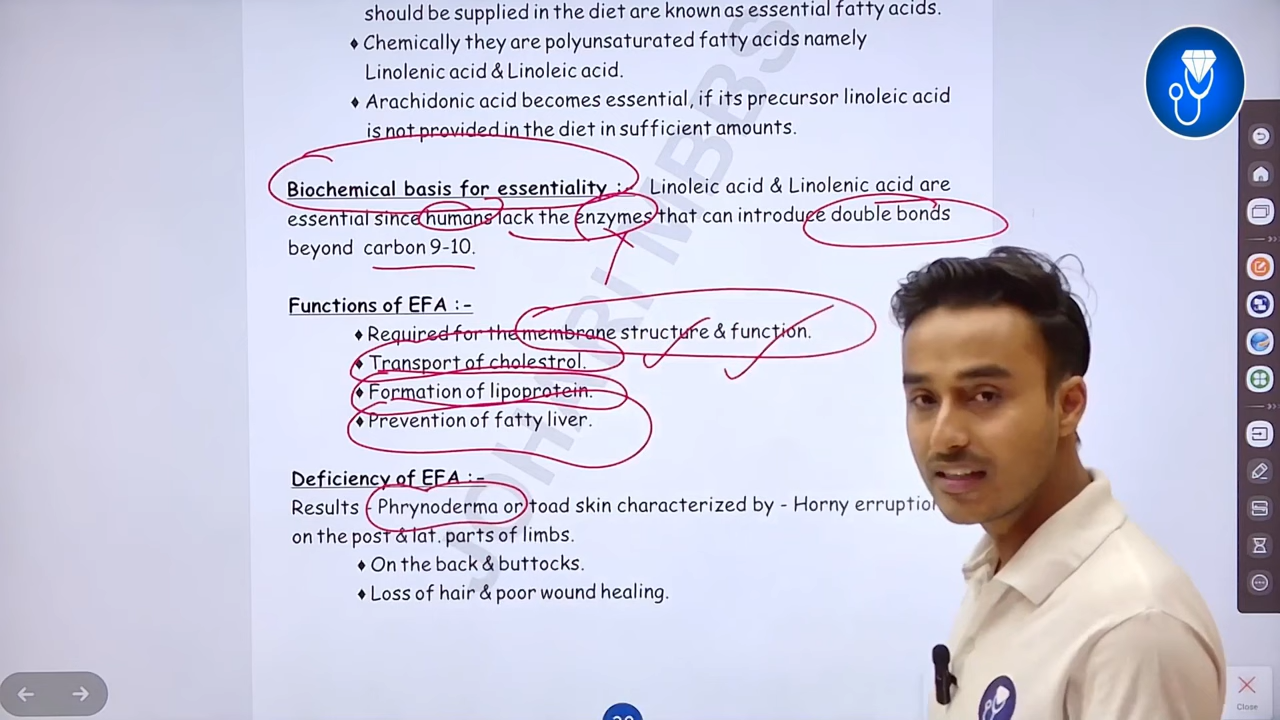 should be supplied in the diet are known as essential fatty acids.
♦ Chemically they are polyunsaturated fatty acids namely
Linolenic acid & Linoleic acid.
♦ Arachidonic acid becomes essential, if its precursor linoleic acid
is not provided in the diet in sufficient amounts.
Biochemical basis for essentiality :- Linoleic acid & Linolenic acid are
essential since humans lack the enzymes that can introduce double bonds
beyond carbon 9-10.
Functions of EFA :-
♦ Required for the membrane structure & function.
♦ Transport of cholestrol.
♦ Formation of lipoprotein.
♦ Prevention of fatty liver.
Deficiency of EFA :-
Results - Phrynoderma or toad skin characterized by - Horny erruption
on the post & lat. parts of limbs.
♦ On the back & buttocks.
♦ Loss of hair & poor wound healing.
JOHARI MBBS
Close